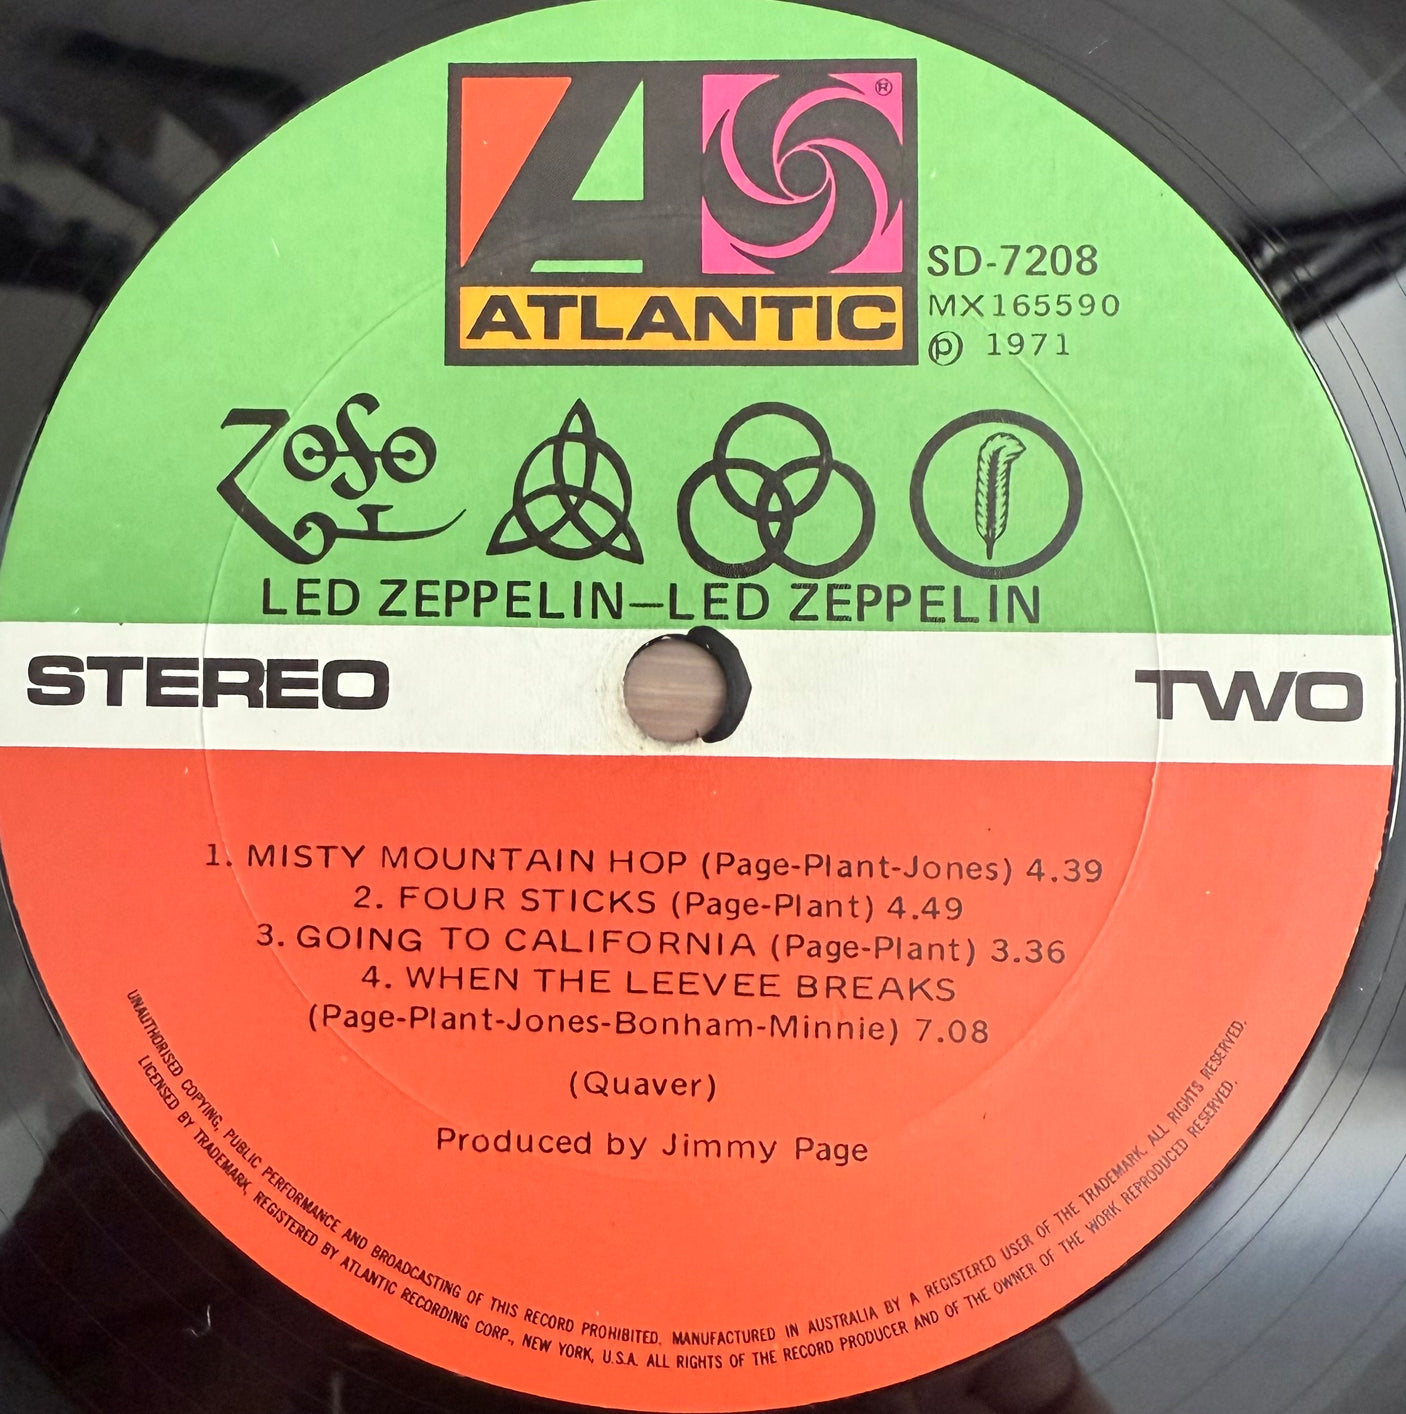 ®
ATLANTIC
SD-7208
MX165590
℗ 1971
LED ZEPPELIN—LED ZEPPELIN
STEREO
TWO
1. MISTY MOUNTAIN HOP (Page-Plant-Jones) 4.39
2. FOUR STICKS (Page-Plant) 4.49
3. GOING TO CALIFORNIA (Page-Plant) 3.36
4. WHEN THE LEEVEE BREAKS
(Page-Plant-Jones-Bonham-Minnie) 7.08
(Quaver)
Produced by Jimmy Page
UNAUTHORISED COPYING, PUBLIC PERFORMANCE AND BROADCASTING OF THIS RECORD PROHIBITED. MANUFACTURED IN AUSTRALIA BY A REGISTERED USER OF THE TRADEMARK. ALL RIGHTS RESERVED.
LICENSED BY TRADEMARK, REGISTERED BY ATLANTIC RECORDING CORP., NEW YORK, U.S.A. ALL RIGHTS OF THE RECORD PRODUCER AND OF THE OWNER OF THE WORK REPRODUCED RESERVED.